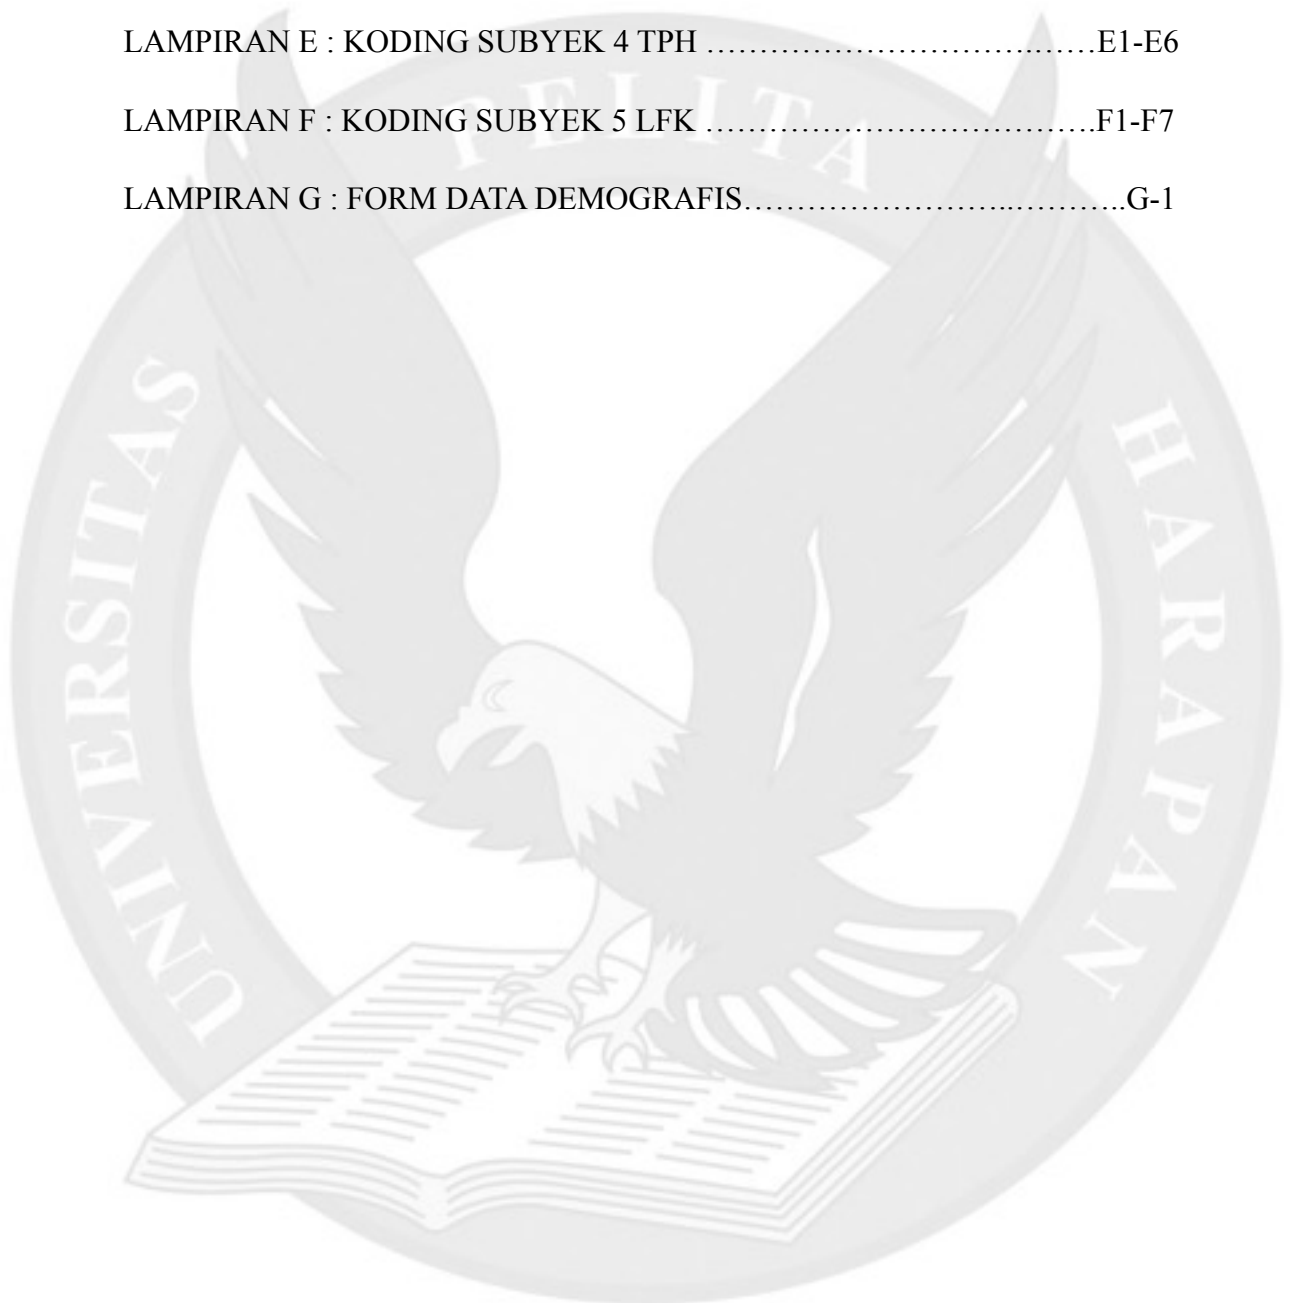 LAMPIRAN E : KODING SUBYEK 4 TPH ……………………………….E1-E6
LAMPIRAN F : KODING SUBYEK 5 LFK ……………………………….F1-F7
LAMPIRAN G : FORM DATA DEMOGRAFIS……………………..………..G-1
UNIVERSITAS PELITA HARAPAN